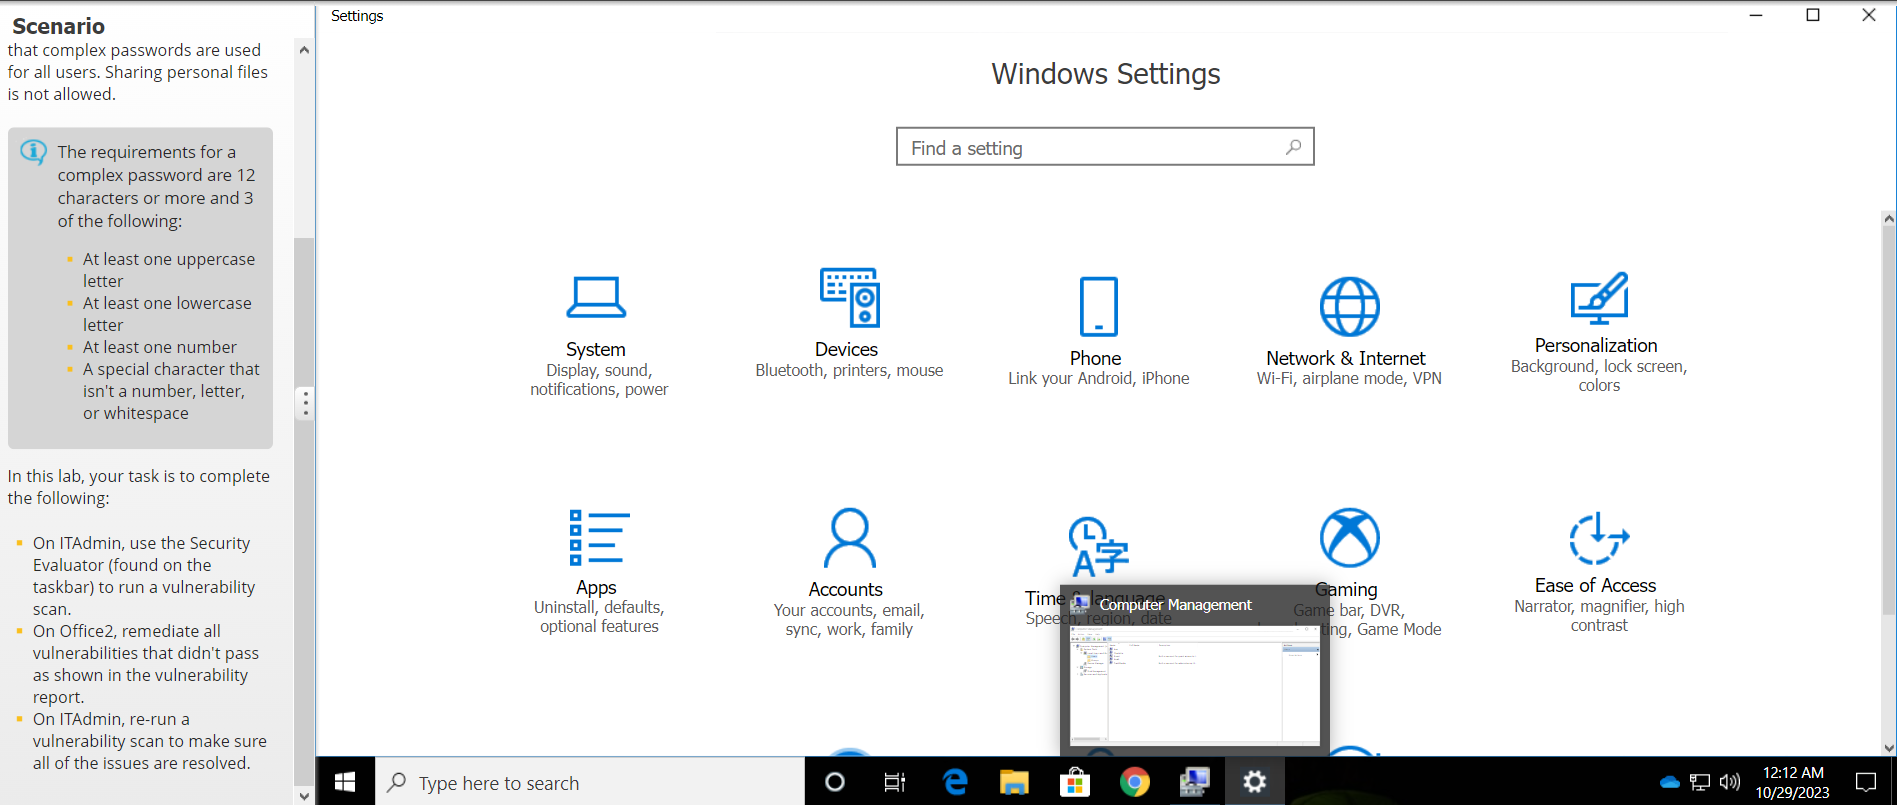 Scenario
that complex passwords are used
for all users. Sharing personal files
is not allowed.
The requirements for a
complex password are 12
characters or more and 3
of the following:
At least one uppercase
letter
At least one lowercase
letter
At least one number
A special character that
isn't a number, letter,
or whitespace
In this lab, your task is to complete
the following:
On ITAdmin, use the Security
Evaluator (found on the
taskbar) to run a vulnerability
scan.
On Office2, remediate all
vulnerabilities that didn't pass
as shown in the vulnerability
report.
On ITAdmin, re-run a
vulnerability scan to make sure
all of the issues are resolved.
Settings
Windows Settings
Find a setting
System
Display, sound,
notifications, power
Devices
Bluetooth, printers, mouse
Phone
Link your Android, iPhone
Network & Internet
Wi-Fi, airplane mode, VPN
Personalization
Background, lock screen,
colors
Apps
Uninstall, defaults,
optional features
Accounts
Your accounts, email,
sync, work, family
Time & language
Speech, region, date
Gaming
Game bar, DVR,
Game Mode
Ease of Access
Narrator, magnifier, high
contrast
Computer Management
Type here to search
12:12 AM
10/29/2023